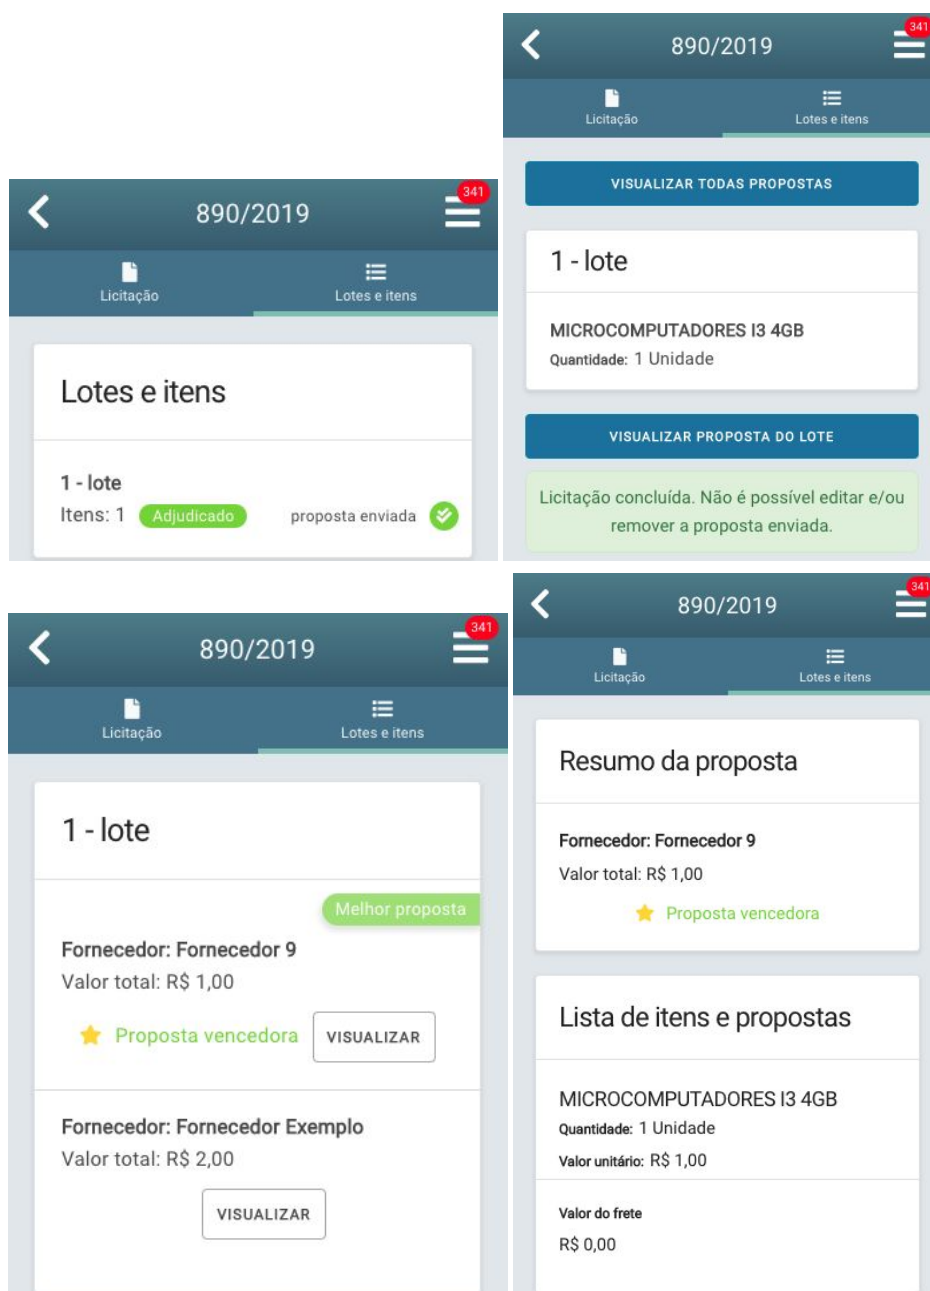 890/2019
341
Licitação
Lotes e itens
Lotes e itens
1 - lote
Itens: 1 Adjudicado proposta enviada
890/2019
341
Licitação
Lotes e itens
VISUALIZAR TODAS PROPOSTAS
1 - lote
MICROCOMPUTADORES I3 4GB
Quantidade: 1 Unidade
VISUALIZAR PROPOSTA DO LOTE
Licitação concluída. Não é possível editar e/ou
remover a proposta enviada.
890/2019
341
Licitação
Lotes e itens
1 - lote
Melhor proposta
Fornecedor: Fornecedor 9
Valor total: R$ 1,00
Proposta vencedora VISUALIZAR
Fornecedor: Fornecedor Exemplo
Valor total: R$ 2,00
VISUALIZAR
890/2019
341
Licitação
Lotes e itens
Resumo da proposta
Fornecedor: Fornecedor 9
Valor total: R$ 1,00
Proposta vencedora
Lista de itens e propostas
MICROCOMPUTADORES I3 4GB
Quantidade: 1 Unidade
Valor unitário: R$ 1,00
Valor do frete
R$ 0,00